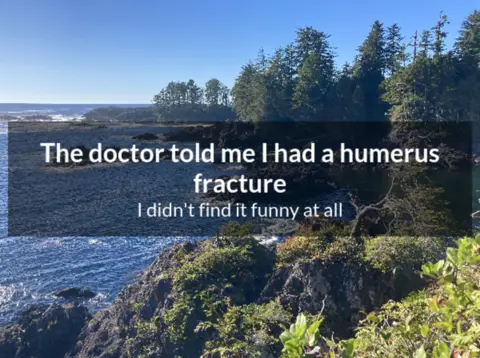 The doctor told me I had a humerus
fracture
I didn't find it funny at all